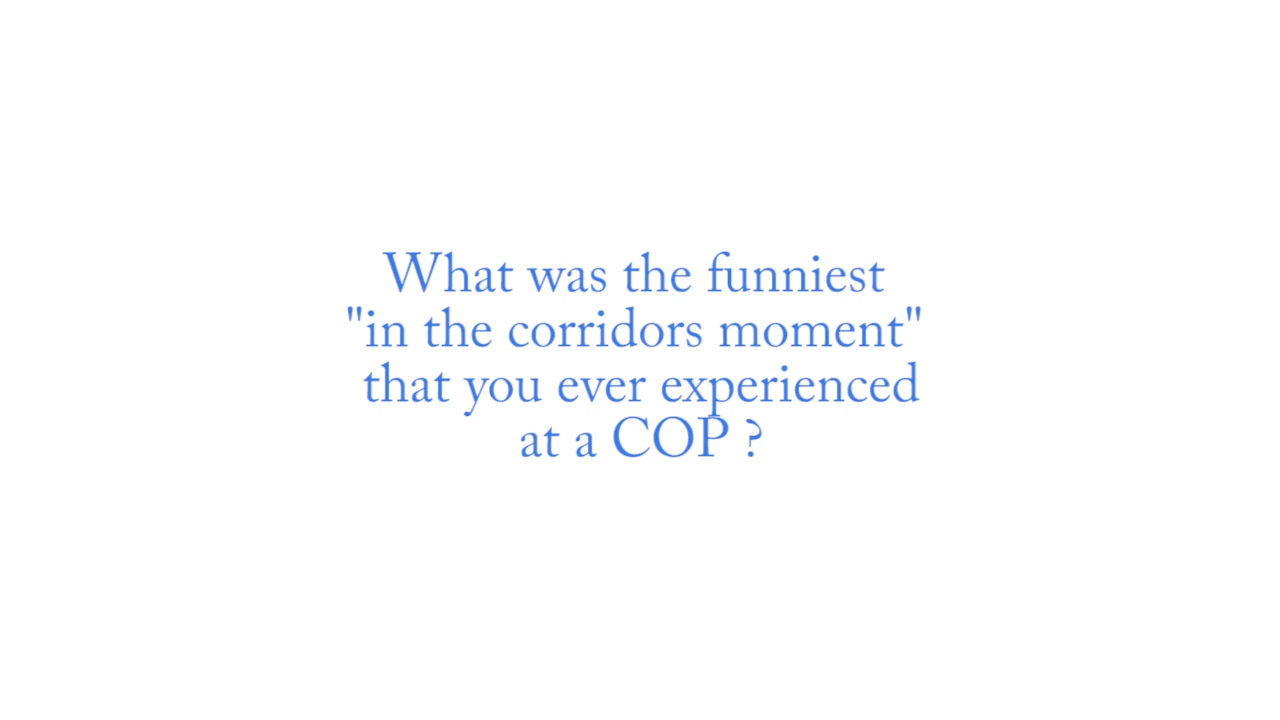 What was the funniest
"in the corridors moment"
that you ever experienced
at a COP ?